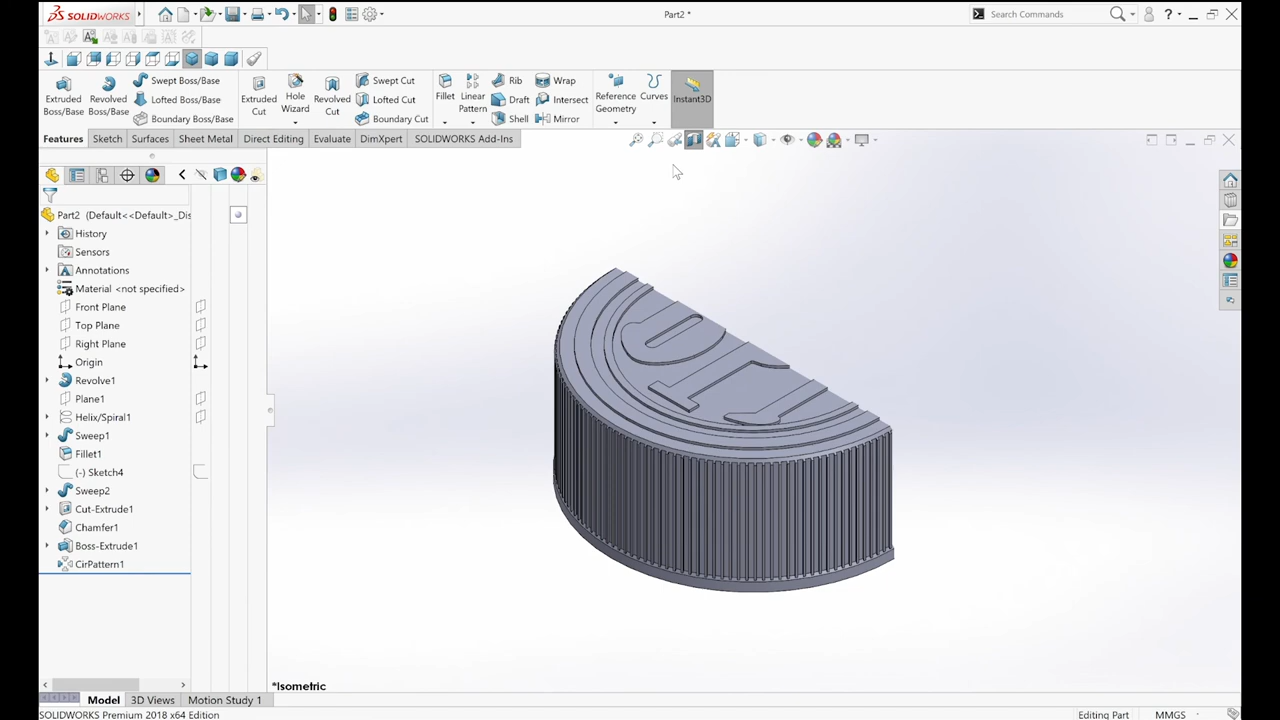 SOLIDWORKS
Part2 *
Search Commands
Extruded Boss/Base
Revolved Boss/Base
Swept Boss/Base
Lofted Boss/Base
Boundary Boss/Base
Extruded Cut
Hole Wizard
Revolved Cut
Swept Cut
Lofted Cut
Boundary Cut
Fillet
Linear Pattern
Rib
Draft
Shell
Wrap
Intersect
Mirror
Reference Geometry
Curves
Instant3D
Features Sketch Surfaces Sheet Metal Direct Editing Evaluate DimXpert SOLIDWORKS Add-Ins
Part2 (Default<<Default>_Dis
History
Sensors
Annotations
Material <not specified>
Front Plane
Top Plane
Right Plane
Origin
Revolve1
Plane1
Helix/Spiral1
Sweep1
Fillet1
(-) Sketch4
Sweep2
Cut-Extrude1
Chamfer1
Boss-Extrude1
CirPattern1
*Isometric
Model 3D Views Motion Study 1
SOLIDWORKS Premium 2018 x64 Edition
Editing Part MMGS